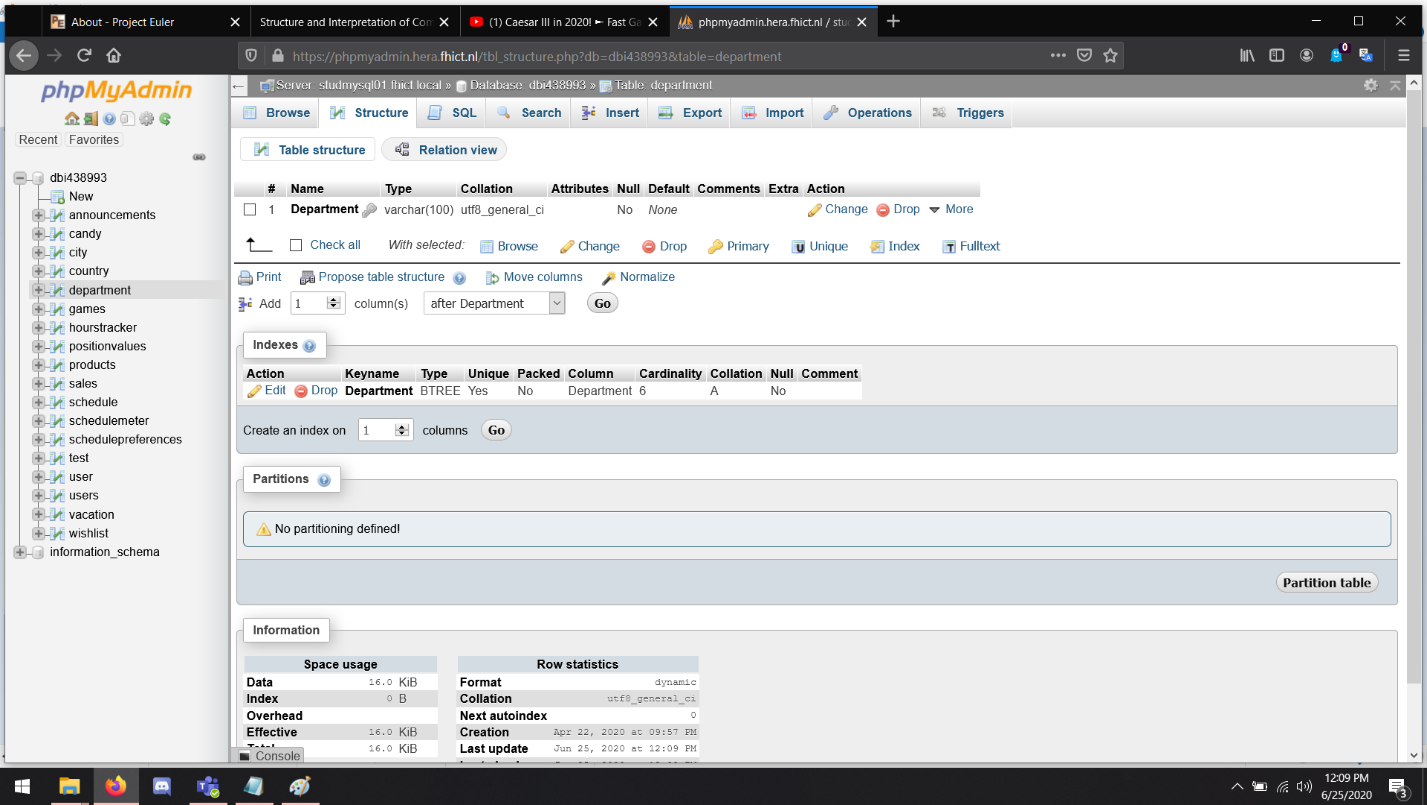 About - Project Euler
Structure and Interpretation of Com
(1) Caesar III in 2020! ► Fast Ga
phpmyadmin.hera.fhict.nl / stu
https://phpmyadmin.hera.fhict.nl/tbl_structure.php?db=dbi438993&table=department
0
phpMyAdmin
Recent Favorites
dbi438993
New
announcements
candy
city
country
department
games
hourstracker
positionvalues
products
sales
schedule
schedulemeter
schedulepreferences
test
user
users
vacation
wishlist
information_schema
Server: studmysql01.fhict.local » Database: dbi438993 » Table: department
Browse Structure SQL Search Insert Export Import Operations Triggers
Table structure Relation view
# Name Type Collation Attributes Null Default Comments Extra Action
1 Department varchar(100) utf8_general_ci No None Change Drop More
Check all With selected: Browse Change Drop Primary Unique Index Fulltext
Print Propose table structure Move columns Normalize
Add 1 column(s) after Department Go
Indexes
Action Keyname Type Unique Packed Column Cardinality Collation Null Comment
Edit Drop Department BTREE Yes No Department 6 A No
Create an index on 1 columns Go
Partitions
No partitioning defined!
Partition table
Information
Space usage
Data 16.0 KiB
Index 0 B
Overhead
Effective 16.0 KiB
Total 16.0 KiB
Row statistics
Format dynamic
Collation utf8_general_ci
Next autoindex 0
Creation Apr 22, 2020 at 09:57 PM
Last update Jun 25, 2020 at 12:09 PM
Console
12:09 PM
6/25/2020
3